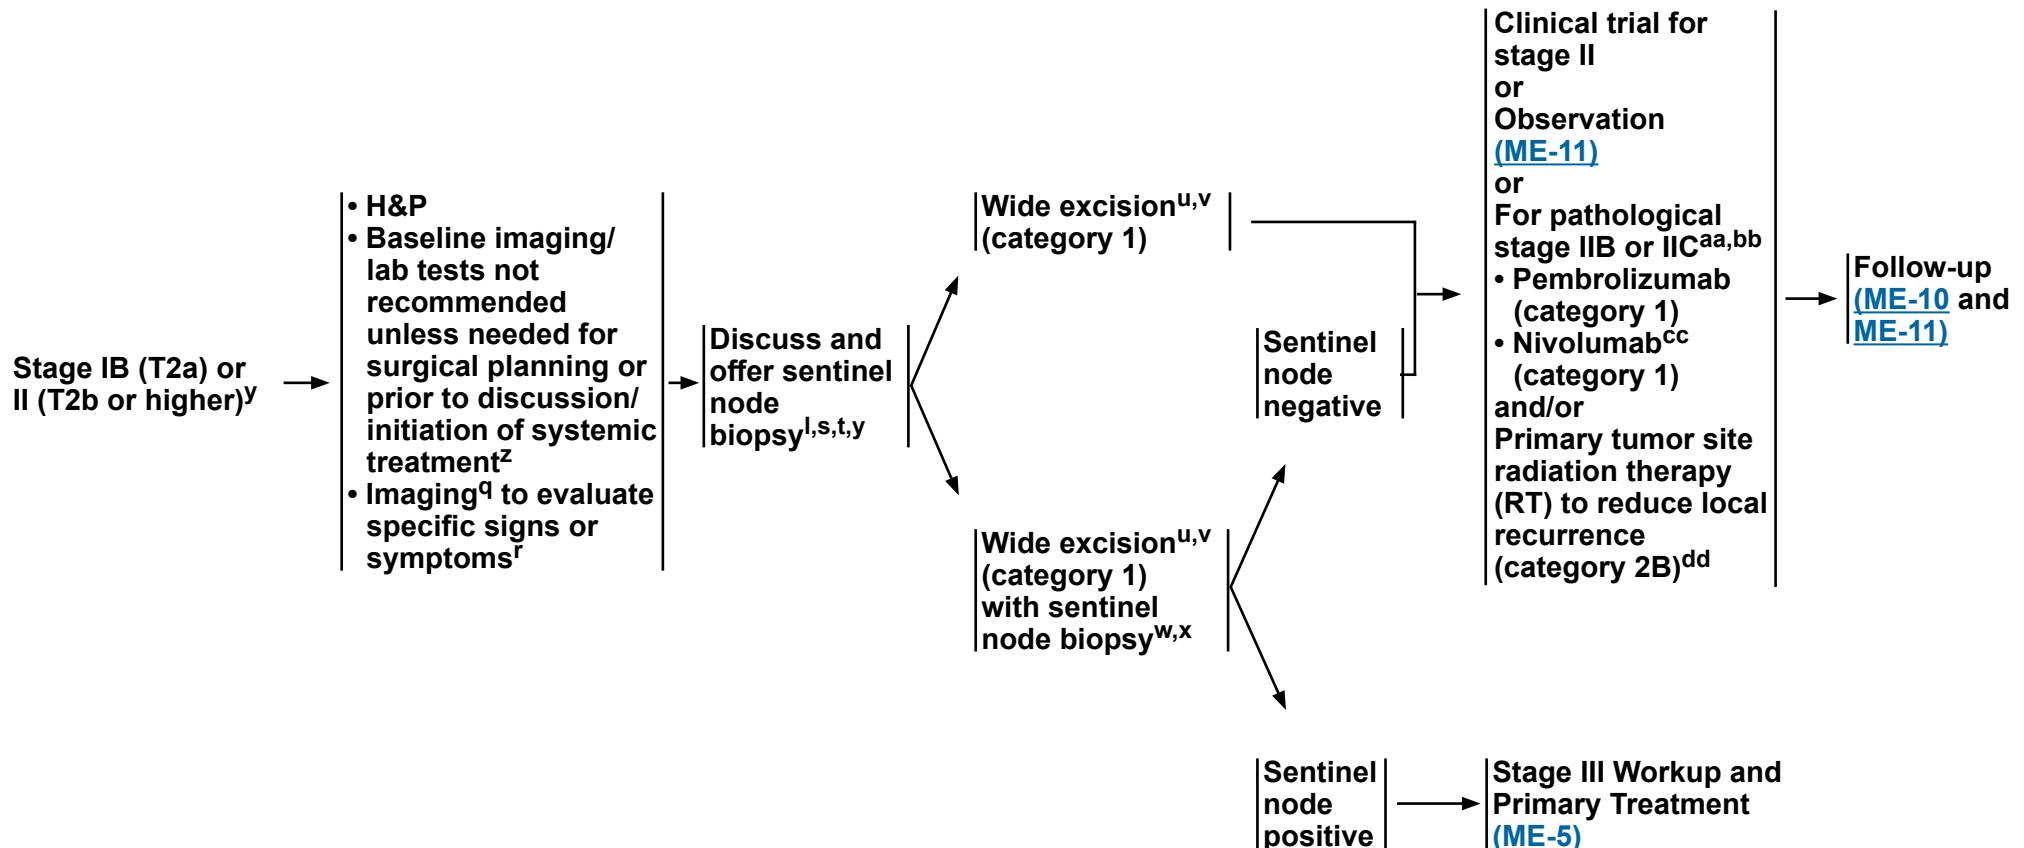 Stage IB (T2a) or
II (T2b or higher)y
• H&P
• Baseline imaging/
lab tests not
recommended
unless needed for
surgical planning or
prior to discussion/
initiation of systemic
treatmentz
• Imagingq to evaluate
specific signs or
symptomsr
Discuss and
offer sentinel
node
biopsyl,s,t,y
Wide excisionu,v
(category 1)
Wide excisionu,v
(category 1)
with sentinel
node biopsyw,x
Sentinel
node
negative
Sentinel
node
positive
Clinical trial for
stage II
or
Observation
(ME-11)
or
For pathological
stage IIB or IICaa,bb
• Pembrolizumab
(category 1)
• Nivolumabcc
(category 1)
and/or
Primary tumor site
radiation therapy
(RT) to reduce local
recurrence
(category 2B)dd
Stage III Workup and
Primary Treatment
(ME-5)
Follow-up
(ME-10 and
ME-11)